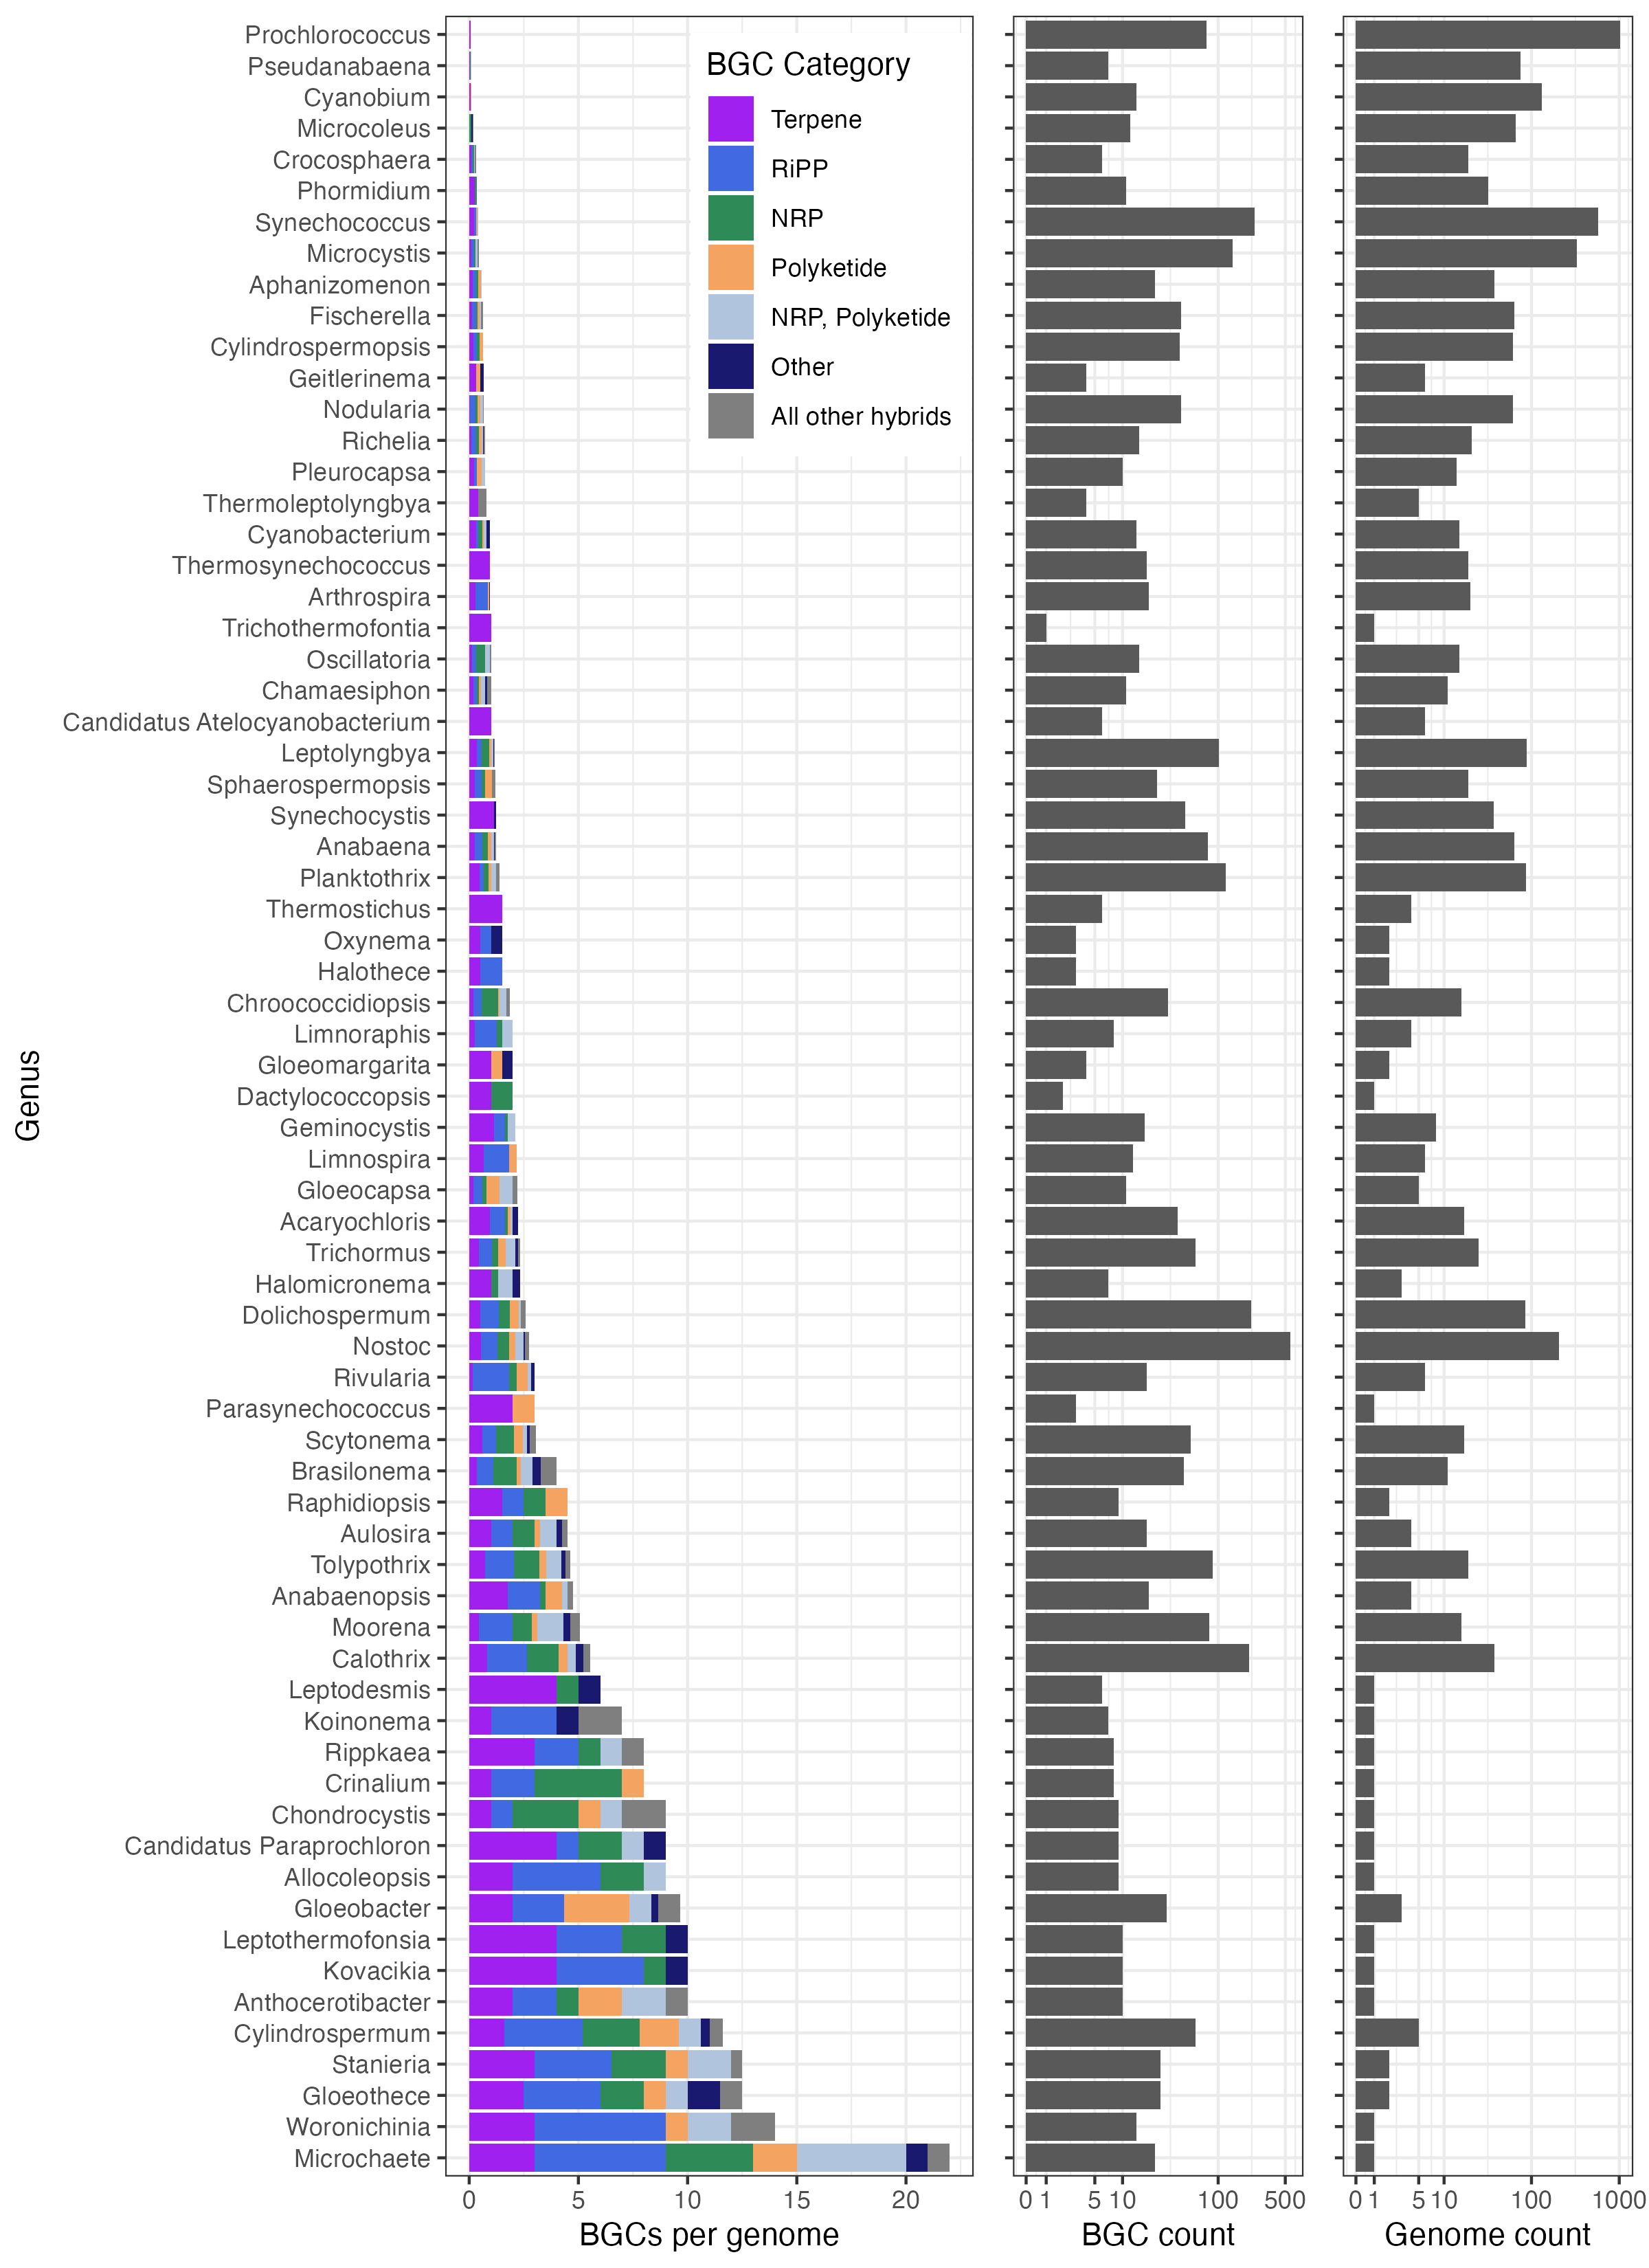 Genus
Prochlorococcus
Pseudanabaena
Cyanobium
Microcoleus
Crocosphaera
Phormidium
Synechococcus
Microcystis
Aphanizomenon
Fischerella
Cylindrospermopsis
Geitlerinema
Nodularia
Richelia
Pleurocapsa
Thermoleptolyngbya
Cyanobacterium
Thermosynechococcus
Arthrospira
Trichothermofontia
Oscillatoria
Chamaesiphon
Candidatus Atelocyanobacterium
Leptolyngbya
Sphaerospermopsis
Synechocystis
Anabaena
Planktothrix
Thermostichus
Oxynema
Halothece
Chroococcidiopsis
Limnoraphis
Gloeomargarita
Dactylococcopsis
Geminocystis
Limnospira
Gloeocapsa
Acaryochloris
Trichormus
Halomicronema
Dolichospermum
Nostoc
Rivularia
Parasynechococcus
Scytonema
Brasilonema
Raphidiopsis
Aulosira
Tolypothrix
Anabaenopsis
Moorena
Calothrix
Leptodesmis
Koinonema
Rippkaea
Crinalium
Chondrocystis
Candidatus Paraprochloron
Allocoleopsis
Gloeobacter
Leptothermofonsia
Kovacikia
Anthocerotibacter
Cylindrospermum
Stanieria
Gloeothece
Woronichinia
Microchaete
BGC Category
Terpene
RiPP
NRP
Polyketide
NRP, Polyketide
Other
All other hybrids
0 5 10 15 20
BGCs per genome
0 1 5 10 100 500
BGC count
0 1 5 10 100 1000
Genome count